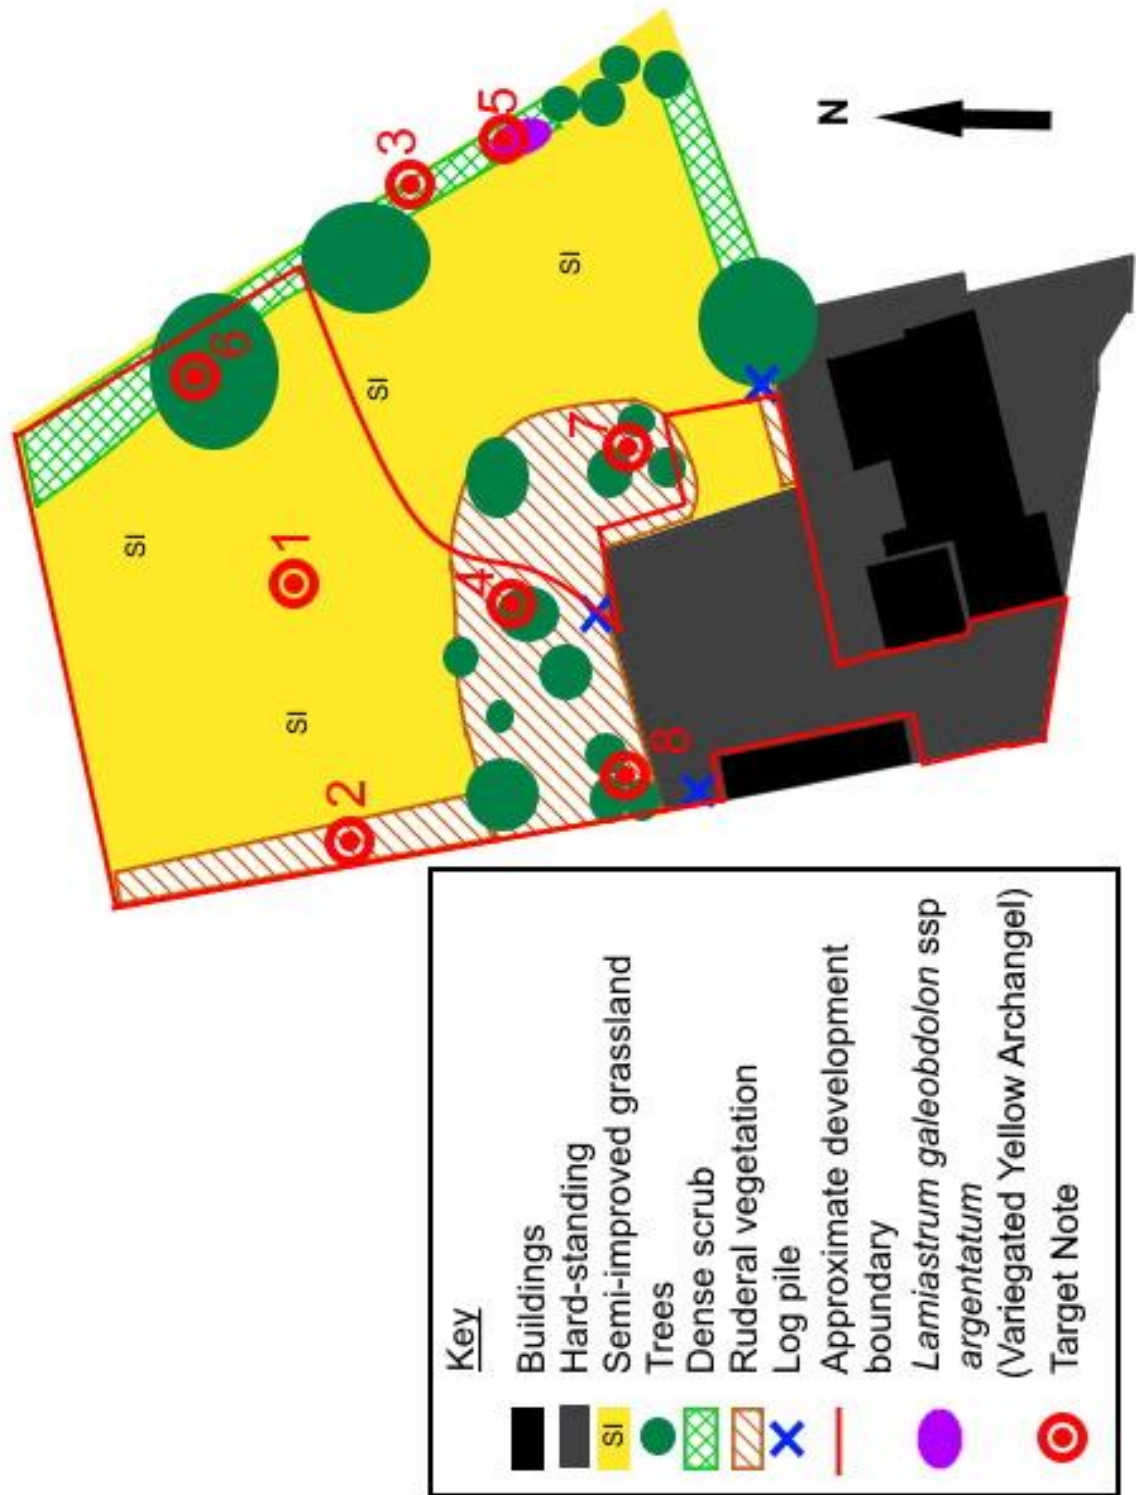 Key
Buildings
Hard-standing
SI
Semi-improved grassland
Trees
Dense scrub
Ruderal vegetation
Log pile
Approximate development
boundary
Lamiastrum galeobdolon ssp
argentatum
(Variegated Yellow Archangel)
Target Note
2
SI
1
SI
6
SI
3
5
SI
4
7
8
N